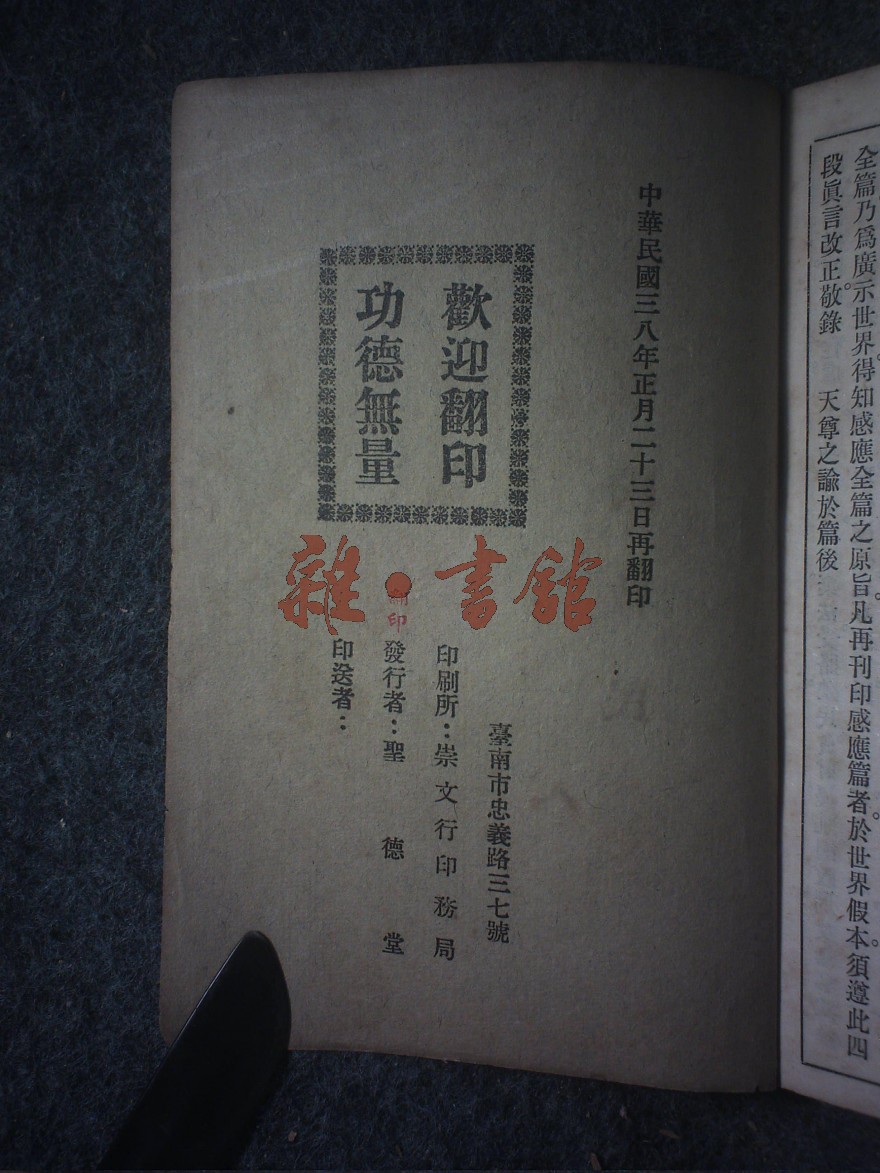 全篇乃爲廣示世界。得知感應全篇之原旨。凡再刊印感應篇者。於世界假本。須遵此四
段眞言改正敬錄 天尊之諭於篇後
中華民國三八年正月二十三日再翻印
歡迎翻印
功德無量
臺南市忠義路三七號
印刷所：崇文行印務局
翻印
發行者：聖德堂
印送者：
雜·書館